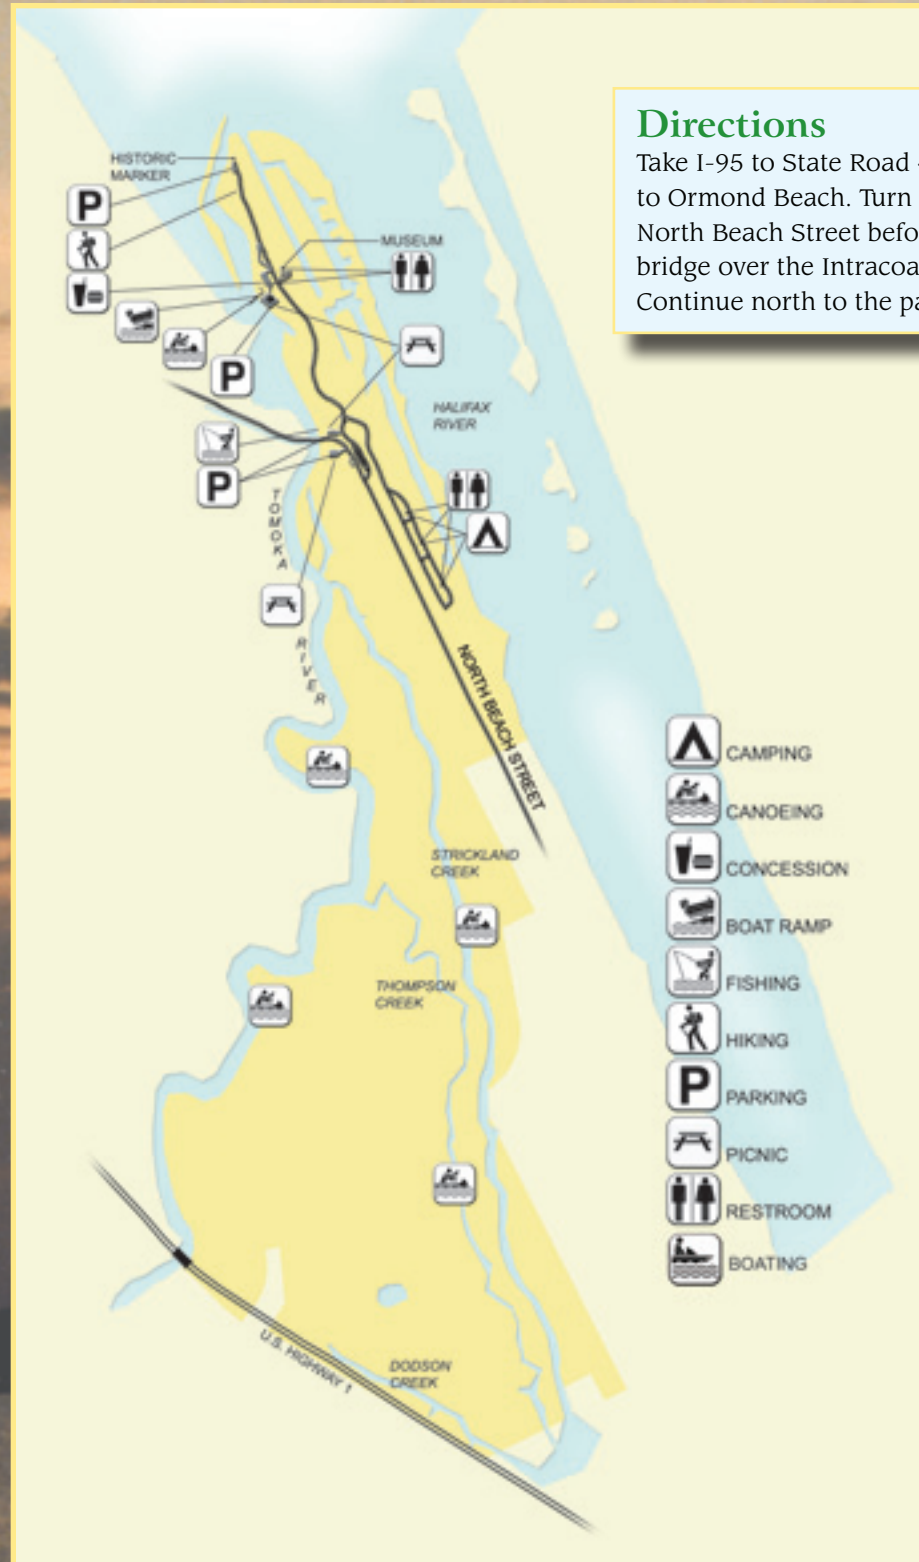 Directions
Take I-95 to State Road
to Ormond Beach. Turn
North Beach Street befo
bridge over the Intracoa
Continue north to the pa
HISTORIC
MARKER
P
MUSEUM
P
HALIFAX
RIVER
P
TOMOKA
RIVER
NORTH BEACH STREET
STRICKLAND
CREEK
THOMPSON
CREEK
U.S. HIGHWAY 1
DODSON
CREEK
CAMPING
CANOEING
CONCESSION
BOAT RAMP
FISHING
HIKING
P PARKING
PICNIC
RESTROOM
BOATING